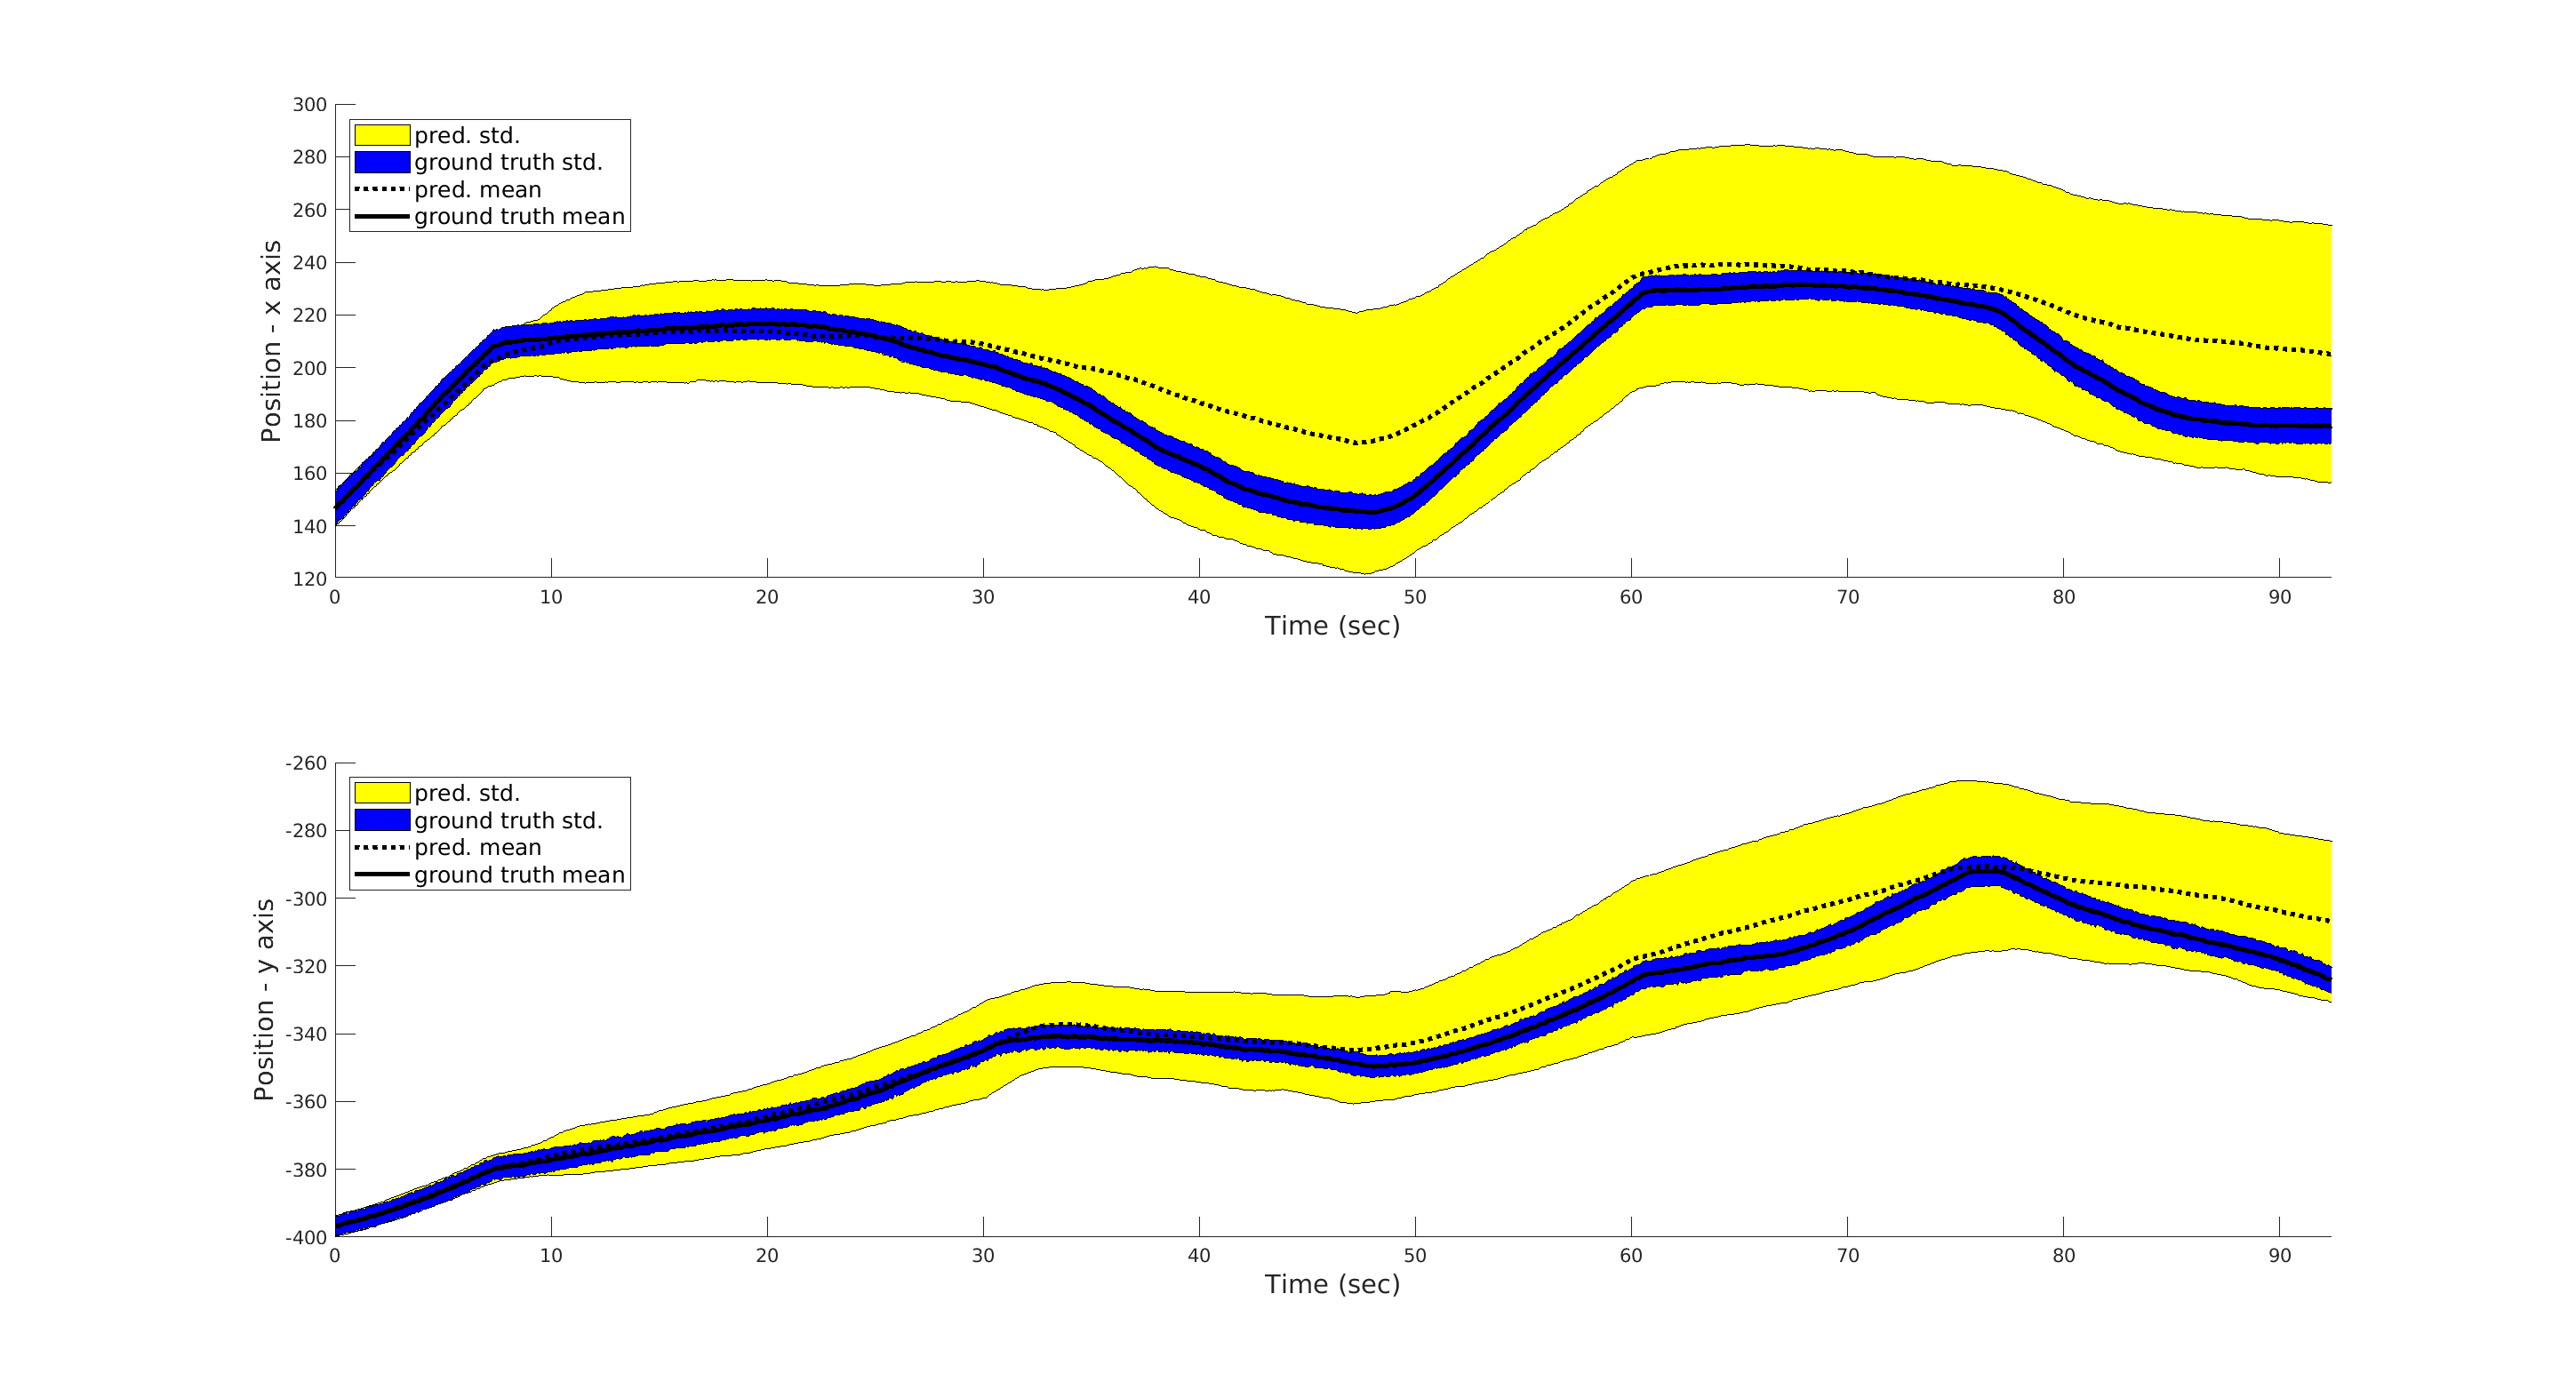 300
280
260
240
220
200
180
160
140
120
Position - x axis
pred. std.
ground truth std.
pred. mean
ground truth mean
0 10 20 30 40 50 60 70 80 90
Time (sec)
-260
-280
-300
-320
-340
-360
-380
-400
Position - y axis
pred. std.
ground truth std.
pred. mean
ground truth mean
0 10 20 30 40 50 60 70 80 90
Time (sec)